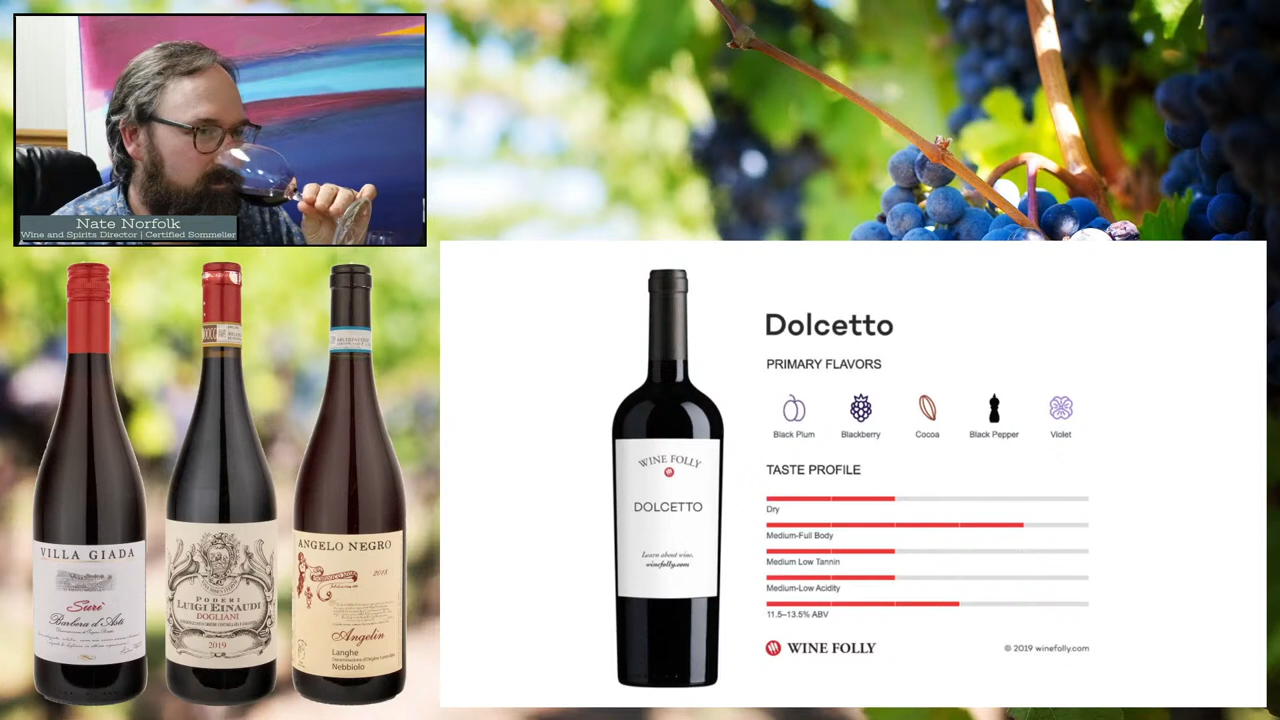 Nate Norfolk
Wine and Spirits Director | Certified Sommelier
VILLA GIADA
Surì
Barbera d'Asti
PODERI
LUIGI EINAUDI
DOGLIANI
2019
ANGELO NEGRO
2018
Angelin
Langhe
Nebbiolo
WINE FOLLY
DOLCETTO
Learn about wine.
winefolly.com
Dolcetto
PRIMARY FLAVORS
Black Plum
Blackberry
Cocoa
Black Pepper
Violet
TASTE PROFILE
Dry
Medium-Full Body
Medium Low Tannin
Medium-Low Acidity
11.5–13.5% ABV
WINE FOLLY
© 2019 winefolly.com